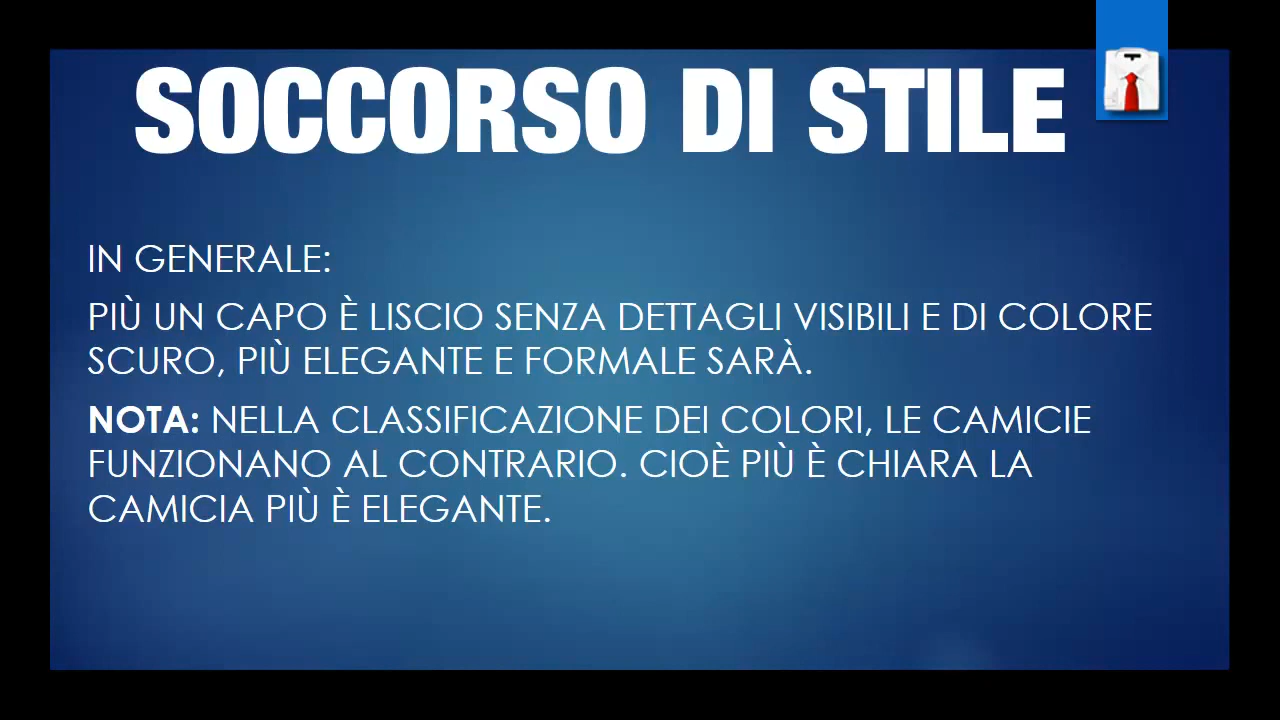 SOCCORSO DI STILE
IN GENERALE:
PIÙ UN CAPO È LISCIO SENZA DETTAGLI VISIBILI E DI COLORE
SCURO, PIÙ ELEGANTE E FORMALE SARÀ.
NOTA: NELLA CLASSIFICAZIONE DEI COLORI, LE CAMICIE
FUNZIONANO AL CONTRARIO. CIOÈ PIÙ È CHIARA LA
CAMICIA PIÙ È ELEGANTE.